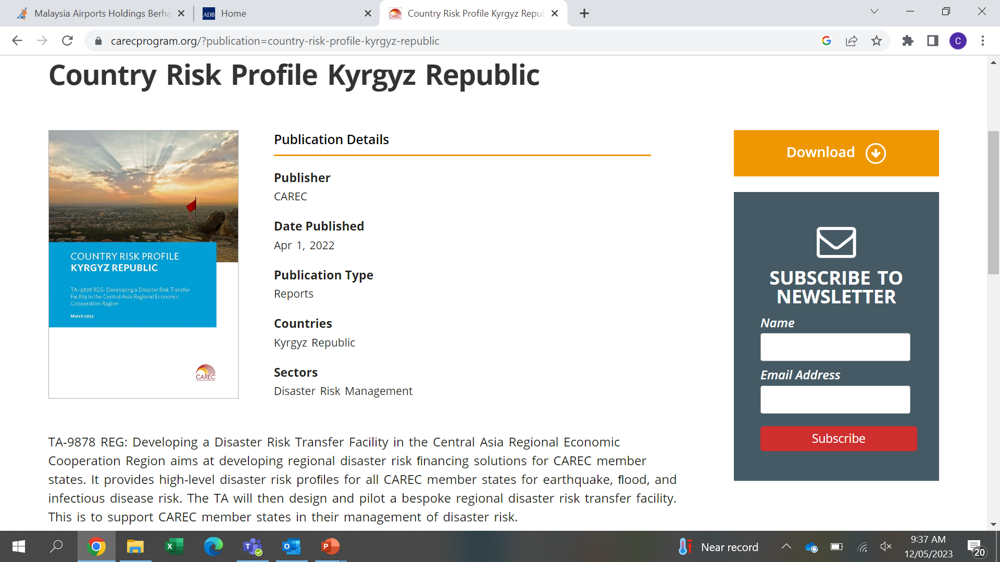 Malaysia Airports Holdings Berha
ADB
Home
CAREC
Country Risk Profile Kyrgyz Repu
carecprogram.org/?publication=country-risk-profile-kyrgyz-republic
C
Country Risk Profile Kyrgyz Republic
COUNTRY RISK PROFILE
KYRGYZ REPUBLIC
TA-9878 REG: Developing a Disaster Risk Transfer
Facility in the Central Asia Regional Economic
Cooperation Region
March 2022
CAREC
Publication Details
Publisher
CAREC
Date Published
Apr 1, 2022
Publication Type
Reports
Countries
Kyrgyz Republic
Sectors
Disaster Risk Management
Download
SUBSCRIBE TO
NEWSLETTER
Name
Email Address
Subscribe
TA-9878 REG: Developing a Disaster Risk Transfer Facility in the Central Asia Regional Economic
Cooperation Region aims at developing regional disaster risk financing solutions for CAREC member
states. It provides high-level disaster risk profiles for all CAREC member states for earthquake, flood, and
infectious disease risk. The TA will then design and pilot a bespoke regional disaster risk transfer facility.
This is to support CAREC member states in their management of disaster risk.
Near record
9:37 AM
12/05/2023
20